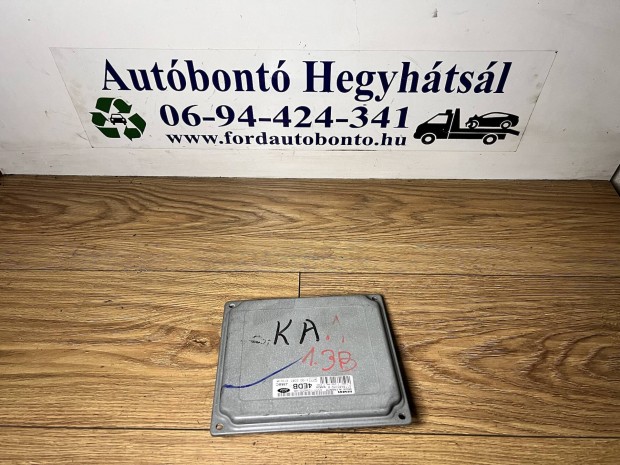 Autóbontó Hegyhátsál
06-94-424-341
www.fordautobonto.hu
KA
1.3B
4EDB